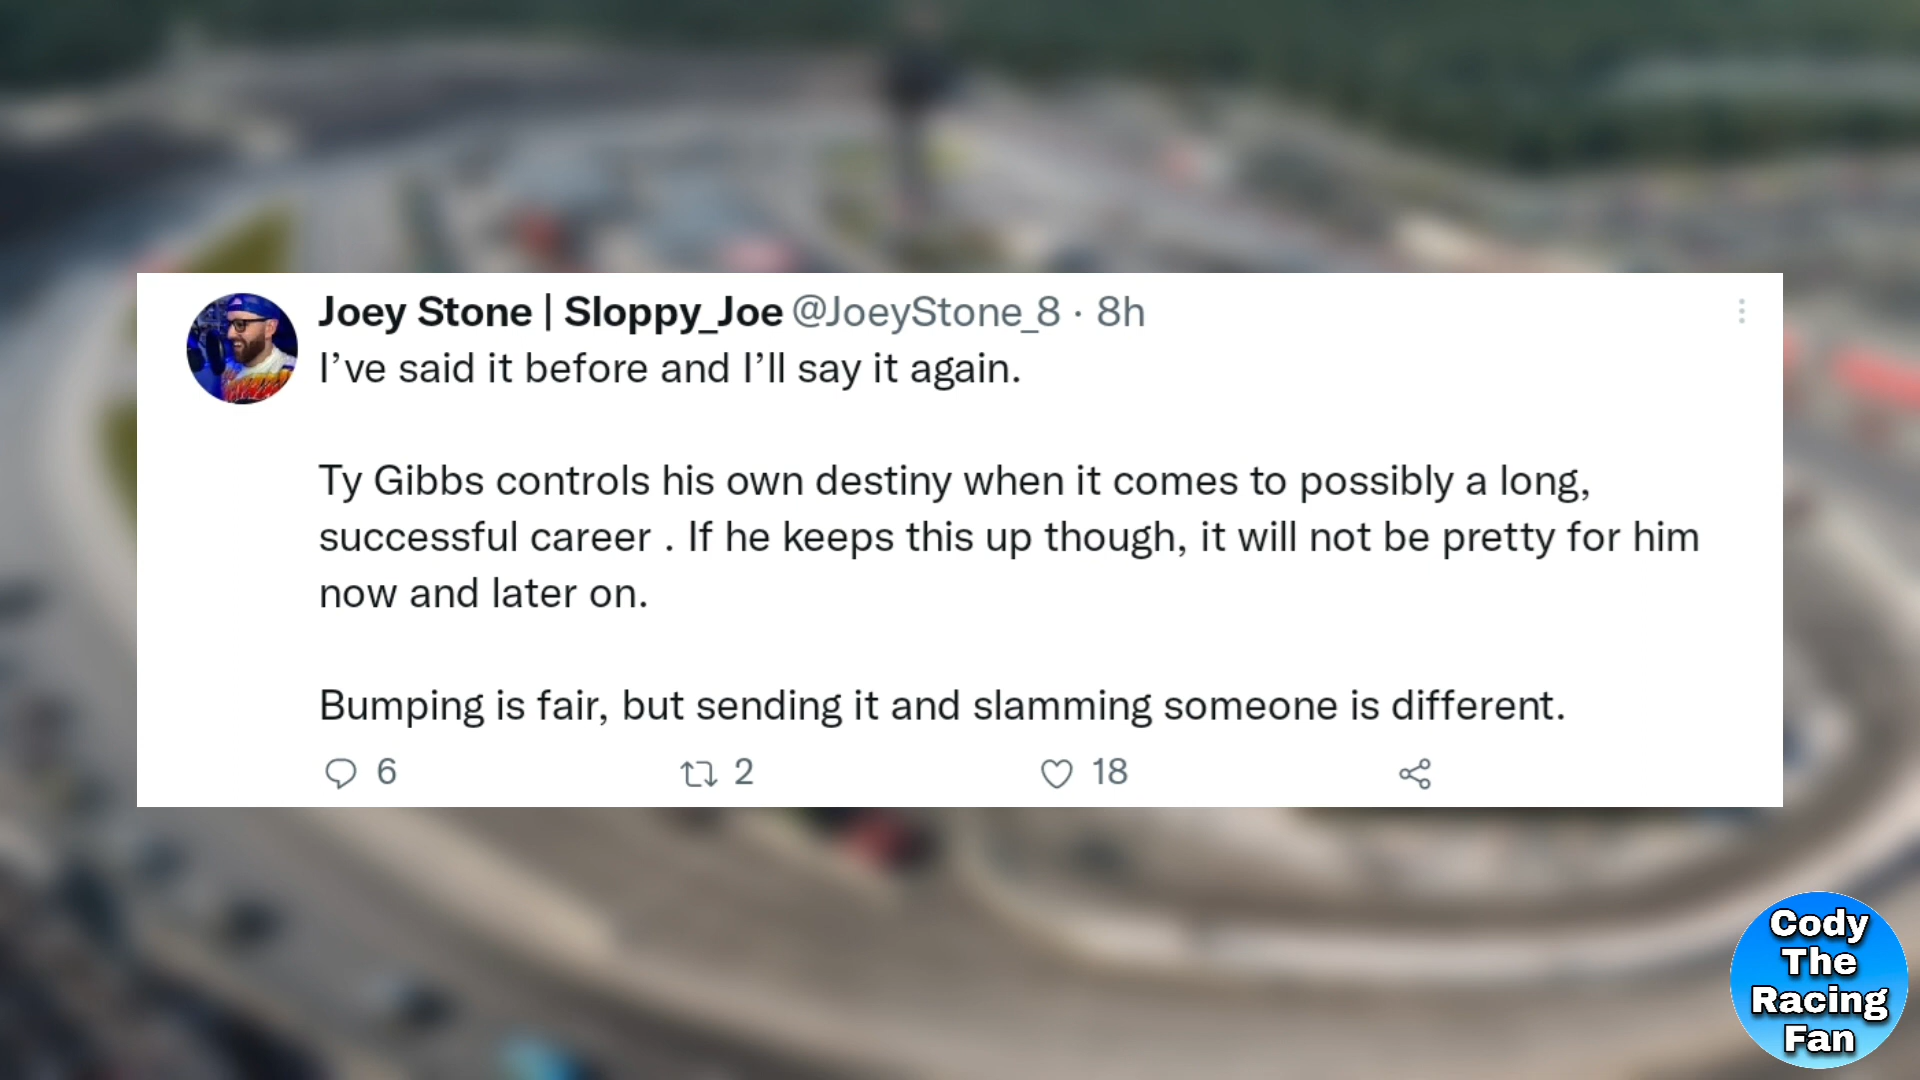 Joey Stone | Sloppy_Joe @JoeyStone_8 · 8h
I’ve said it before and I’ll say it again.
Ty Gibbs controls his own destiny when it comes to possibly a long,
successful career . If he keeps this up though, it will not be pretty for him
now and later on.
Bumping is fair, but sending it and slamming someone is different.
6 2 18
Cody
The
Racing
Fan